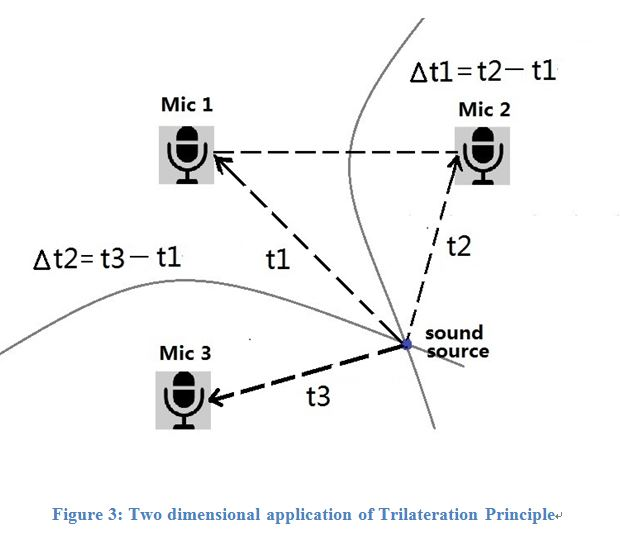 Δt1=t2－t1
Mic 1
Mic 2
Δt2= t3－t1
t1
t2
sound
source
Mic 3
t3
Figure 3: Two dimensional application of Trilateration Principle↵